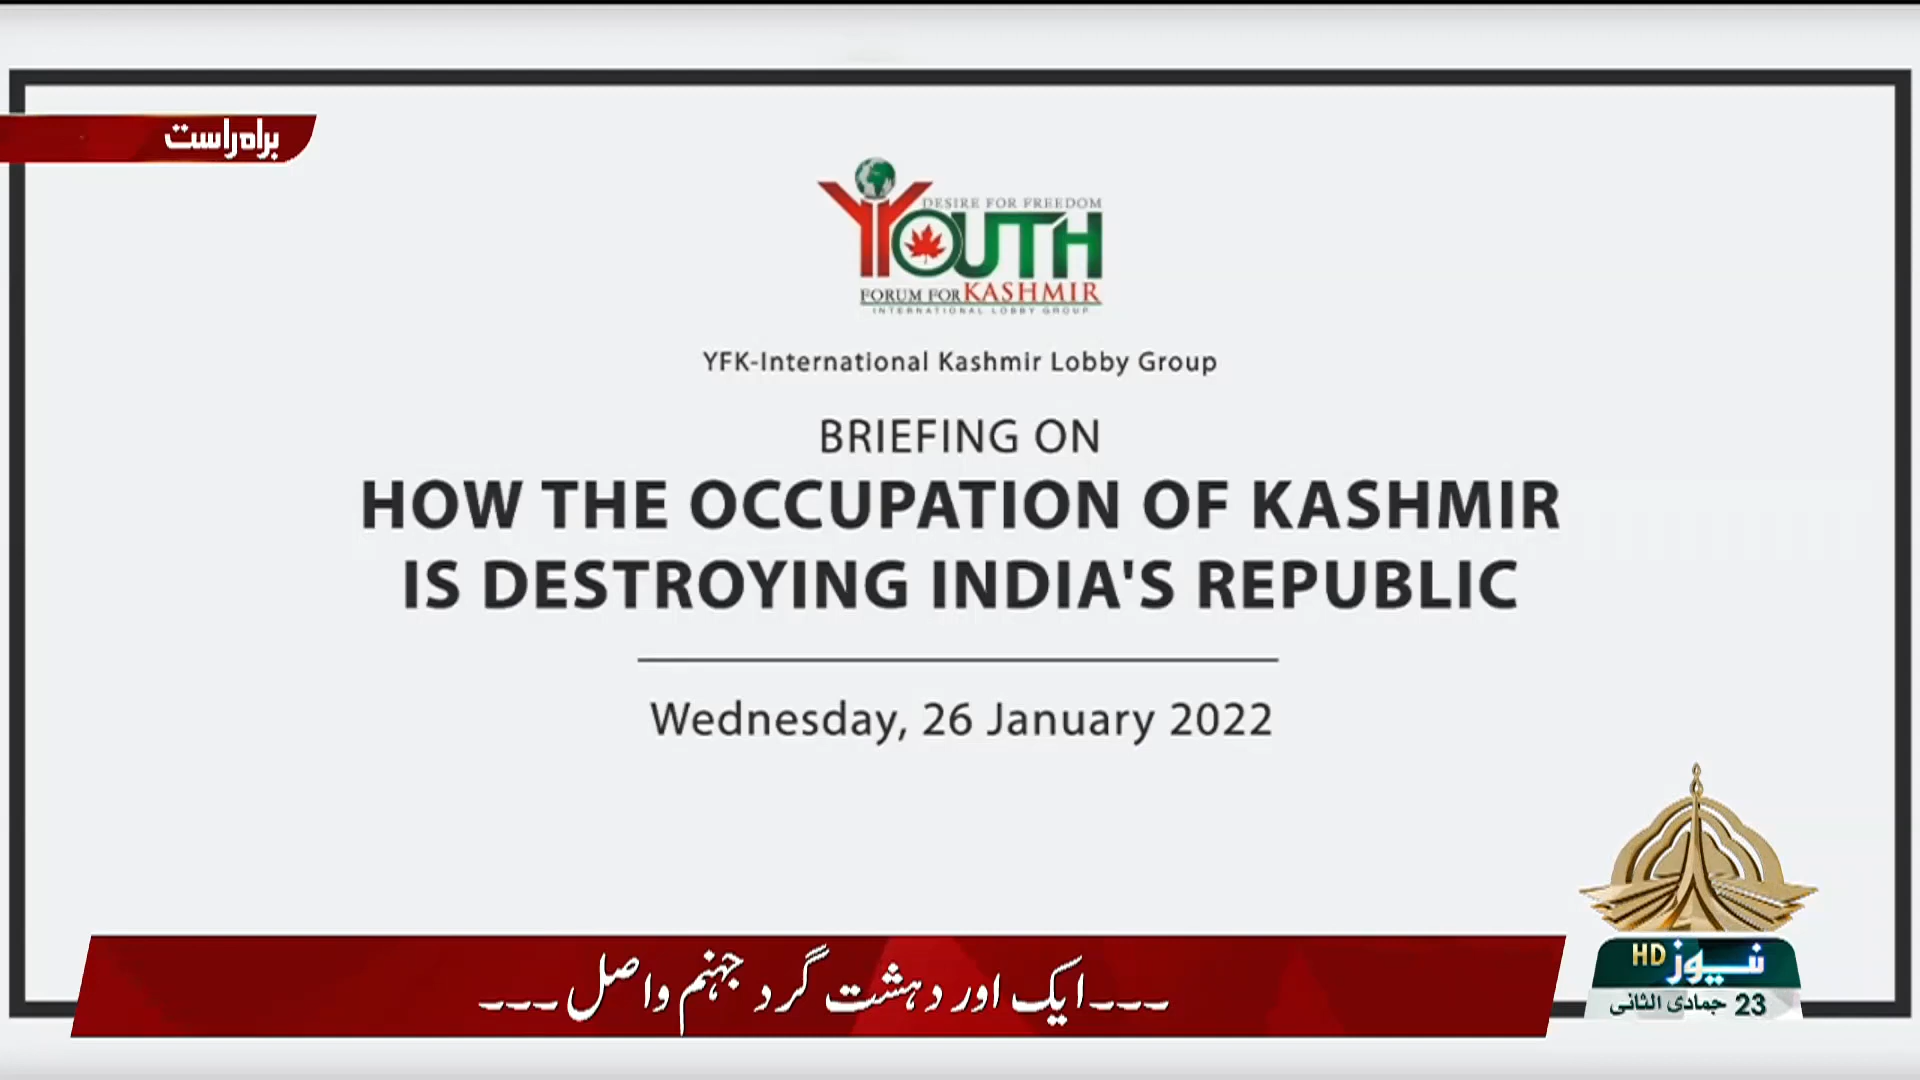 براہ راست
DESIRE FOR FREEDOM
YOUTH
FORUM FOR KASHMIR
INTERNATIONAL LOBBY GROUP
YFK-International Kashmir Lobby Group
BRIEFING ON
HOW THE OCCUPATION OF KASHMIR
IS DESTROYING INDIA'S REPUBLIC
Wednesday, 26 January 2022
نیوز HD
23 جمادی الثانی
---ایک اور دہشت گرد جہنم واصل ---